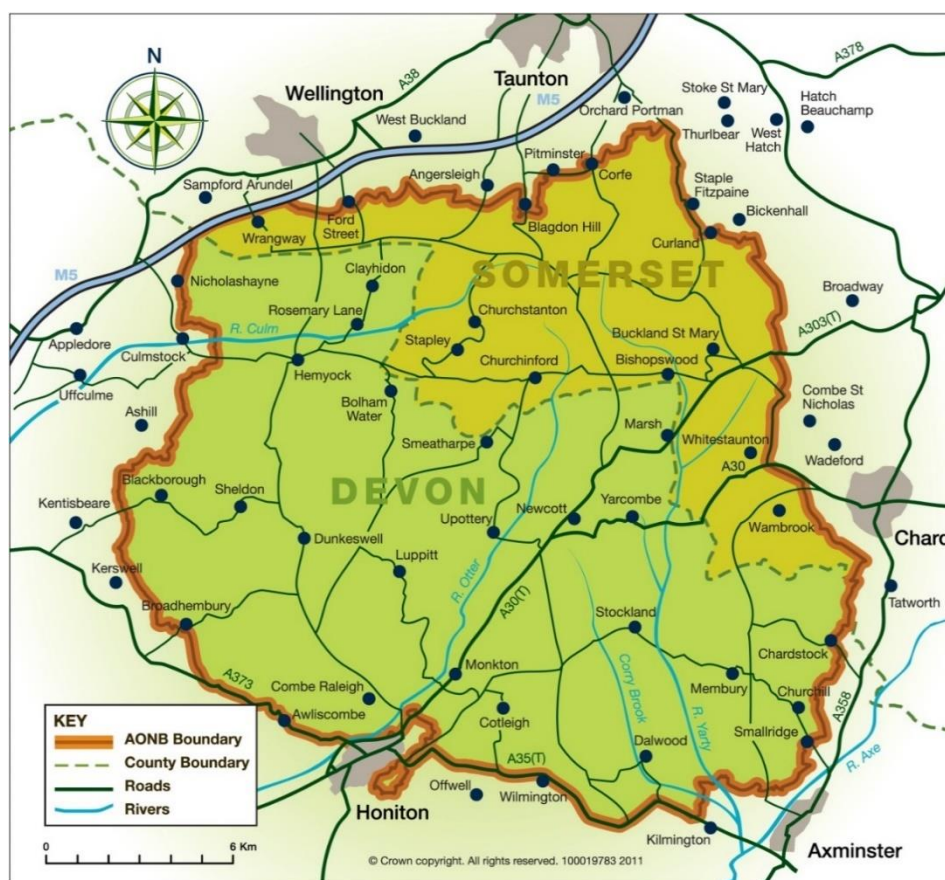 N
A38
Taunton
M5
A378
Wellington
Stoke St Mary
Hatch
Beauchamp
Orchard Portman
West Buckland
Thurlbear
West
Hatch
Pitminster
Angersleigh
Corfe
Staple
Fitzpaine
Sampford Arundel
Bickenhall
Ford
Street
Blagdon Hill
Wrangway
Curland
SOMERSET
Clayhidon
M5
Nicholashayne
Broadway
Rosemary Lane
Churchstanton
R. Culm
A303(T)
Buckland St Mary
Appledore
Culmstock
Stapley
Churchinford
Bishopswood
Hemyock
Uffculme
Combe St
Nicholas
Bolham
Water
Ashill
Marsh
Smeatharpe
Whitestaunton
Wadeford
A30
Blackborough
DEVON
Sheldon
Kentisbeare
Yarcombe
Newcott
Upottery
Wambrook
Chard
Dunkeswell
Luppitt
R. Otter
Kerswell
A30(T)
Tatworth
Broadhembury
Stockland
Chardstock
Monkton
A373
Corry Brook
Membury
Combe Raleigh
Churchill
A358
Awliscombe
Cotleigh
R. Yarty
Smallridge
KEY
AONB Boundary
County Boundary
Roads
Rivers
Dalwood
R. Axe
A35(T)
Offwell
Wilmington
Honiton
Kilmington
Axminster
0 6 Km
© Crown copyright. All rights reserved. 100019783 2011